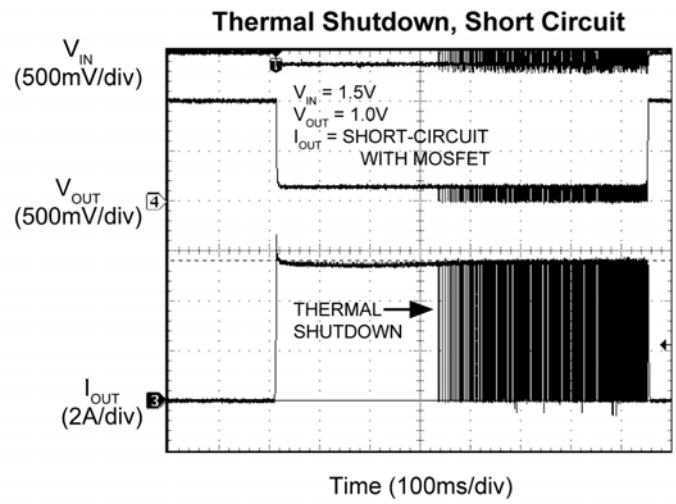 Thermal Shutdown, Short Circuit
VIN
(500mV/div)
VIN = 1.5V
VOUT = 1.0V
IOUT = SHORT-CIRCUIT
WITH MOSFET
VOUT
(500mV/div)
4
THERMAL
SHUTDOWN
IOUT
(2A/div)
3
Time (100ms/div)